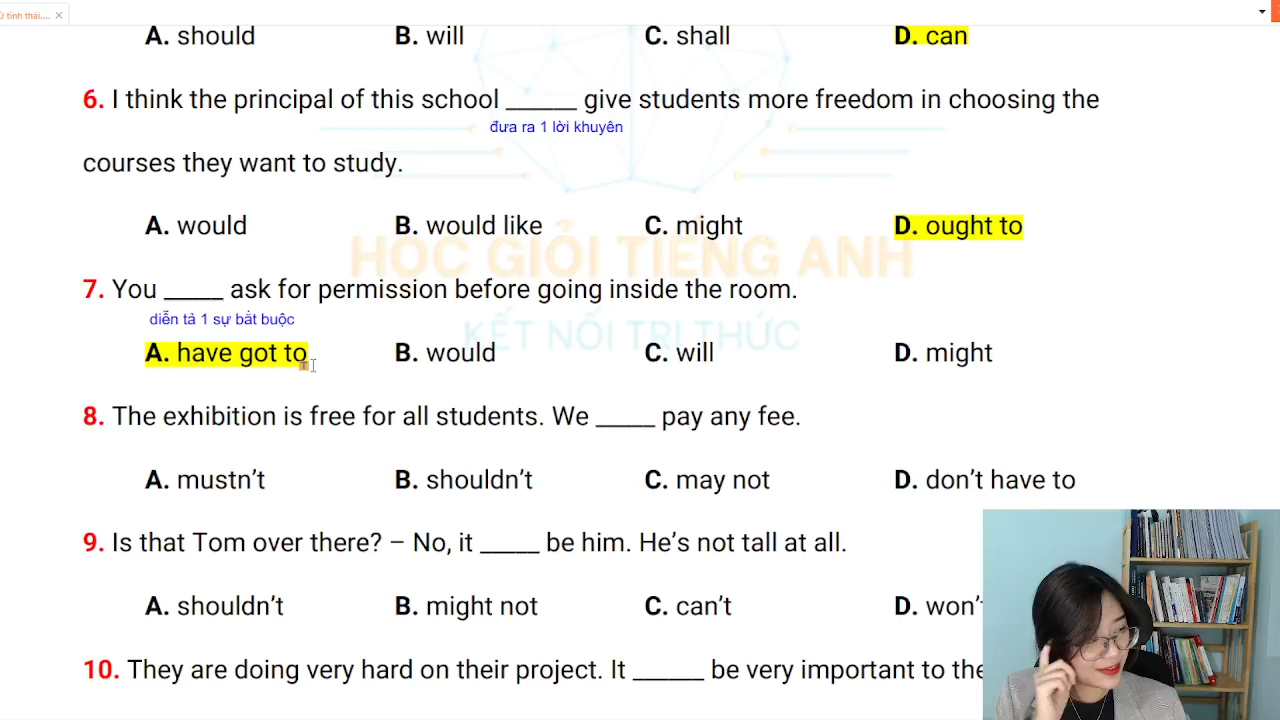 ừ tình thái....
A. should B. will C. shall D. can
6. I think the principal of this school ______ give students more freedom in choosing the
đưa ra 1 lời khuyên
courses they want to study.
A. would B. would like C. might D. ought to
HỌC GIỎI TIẾNG ANH
7. You _____ ask for permission before going inside the room.
diễn tả 1 sự bắt buộc
KẾT NỐI TRI THỨC
A. have got to B. would C. will D. might
8. The exhibition is free for all students. We _____ pay any fee.
A. mustn’t B. shouldn’t C. may not D. don’t have to
9. Is that Tom over there? – No, it _____ be him. He’s not tall at all.
A. shouldn’t B. might not C. can’t D. won’
10. They are doing very hard on their project. It ______ be very important to the